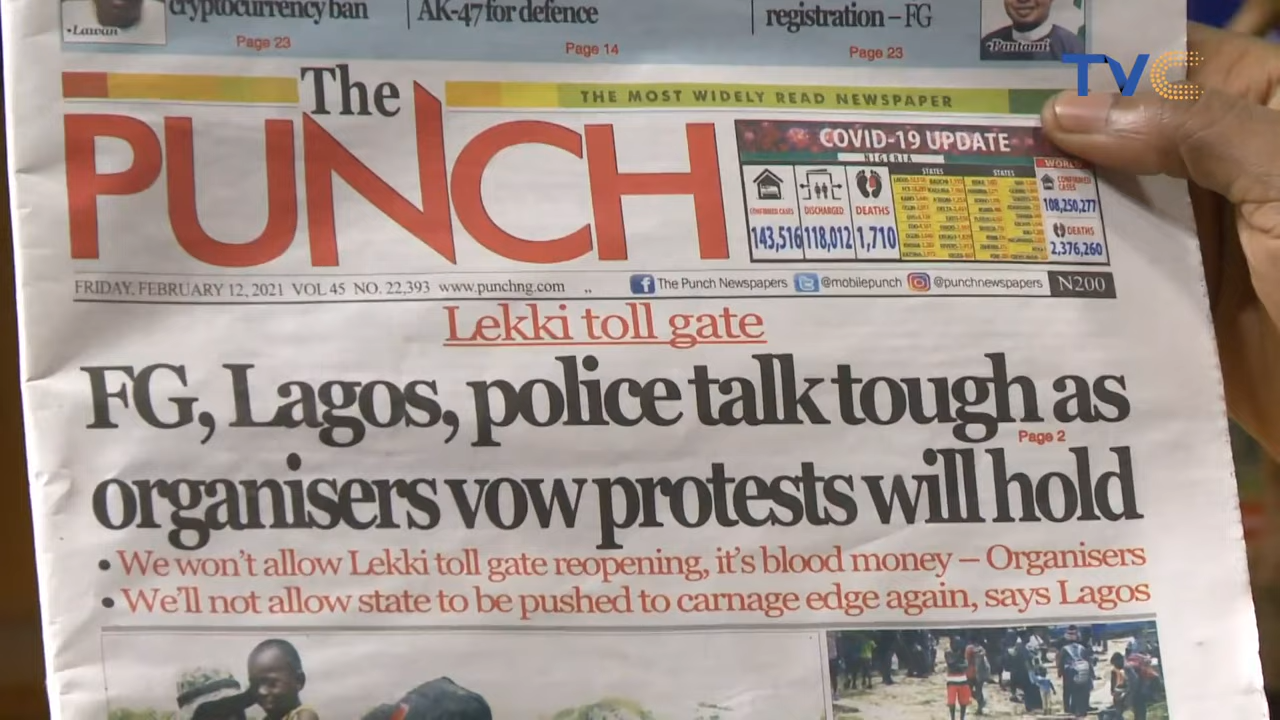 cryptocurrency ban
AK-47 for defence
registration – FG
•Lawan
Page 23
Page 14
Page 23
•Pantami
TVC
The
PUNCH
THE MOST WIDELY READ NEWSPAPER
COVID-19 UPDATE
NIGERIA
WORLD
STATES
STATES
CONFIRMED CASES
DISCHARGED
DEATHS
143,516
118,012
1,710
CONFIRMED CASES
108,250,277
DEATHS
2,376,260
FRIDAY, FEBRUARY 12, 2021 VOL 45 NO. 22,393 www.punchng.com
The Punch Newspapers @mobilepunch @punchnewspapers N200
Lekki toll gate
FG, Lagos, police talk tough as
Page 2
organisers vow protests will hold
• We won't allow Lekki toll gate reopening, it's blood money – Organisers
• We'll not allow state to be pushed to carnage edge again, says Lagos